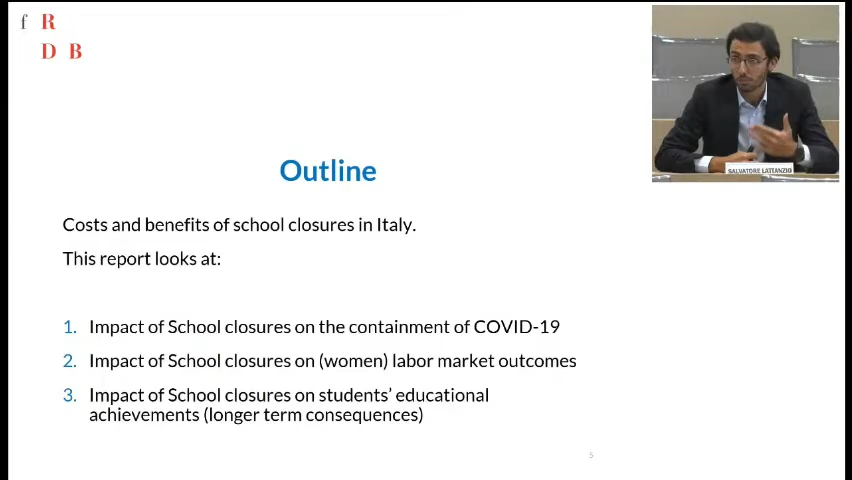 f R
D B
SALVATORE LATTANZIO
Outline
Costs and benefits of school closures in Italy.
This report looks at:
1. Impact of School closures on the containment of COVID-19
2. Impact of School closures on (women) labor market outcomes
3. Impact of School closures on students’ educational
achievements (longer term consequences)
5